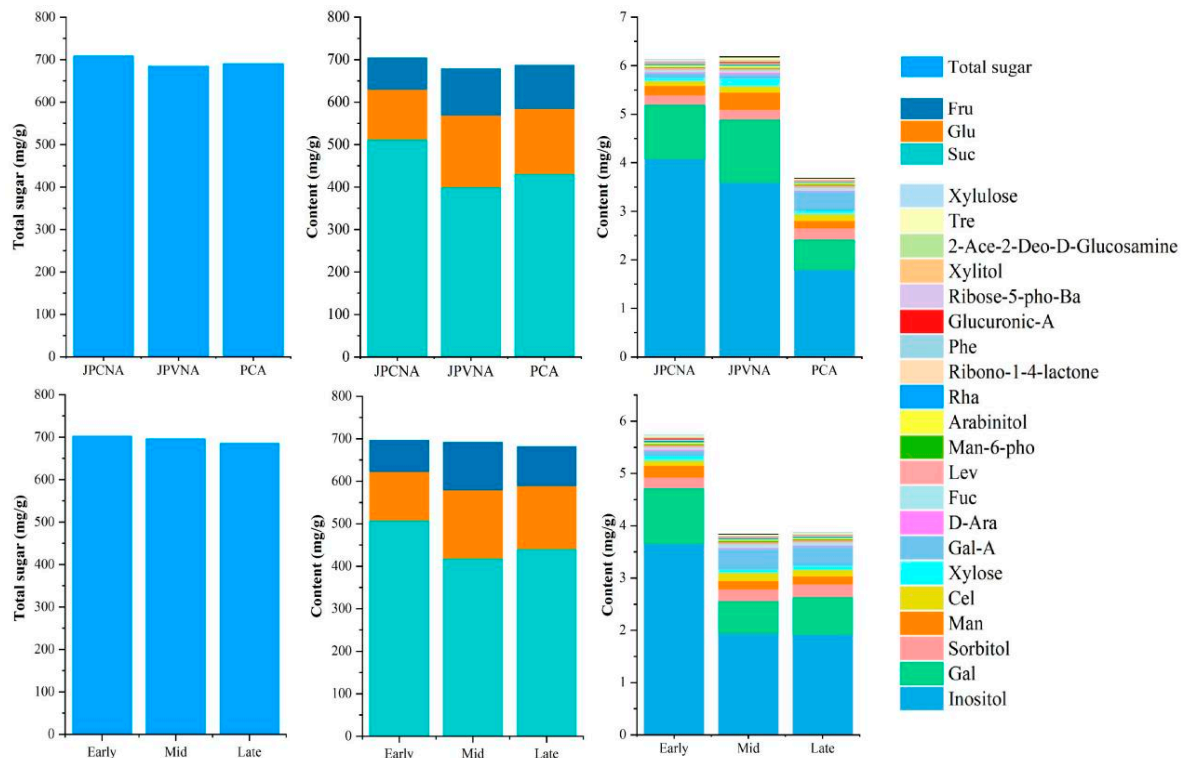 800
700
600
500
400
300
200
100
0
Total sugar (mg/g)
JPCNA JPVNA PCA
800
700
600
500
400
300
200
100
0
Content (mg/g)
JPCNA JPVNA PCA
7
6
5
4
3
2
1
0
Content (mg/g)
JPCNA JPVNA PCA
800
700
600
500
400
300
200
100
0
Total sugar (mg/g)
Early Mid Late
800
700
600
500
400
300
200
100
0
Content (mg/g)
Early Mid Late
6
5
4
3
2
1
0
Content (mg/g)
Early Mid Late
Total sugar
Fru
Glu
Suc
Xylulose
Tre
2-Ace-2-Deo-D-Glucosamine
Xylitol
Ribose-5-pho-Ba
Glucuronic-A
Phe
Ribono-1-4-lactone
Rha
Arabinitol
Man-6-pho
Lev
Fuc
D-Ara
Gal-A
Xylose
Cel
Man
Sorbitol
Gal
Inositol